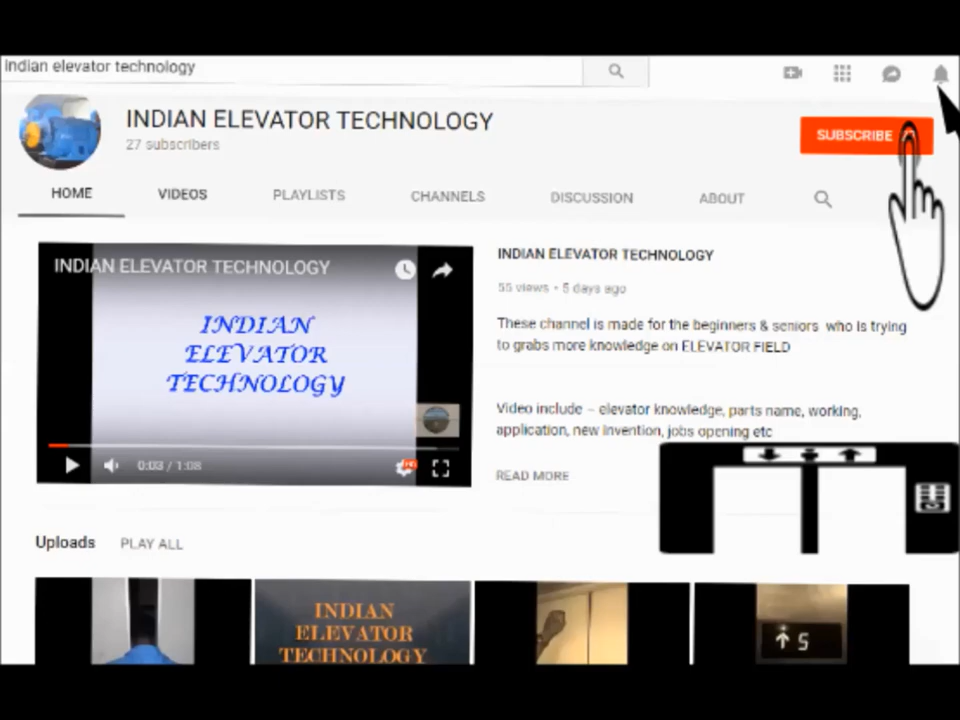 Indian elevator technology
INDIAN ELEVATOR TECHNOLOGY
27 subscribers
SUBSCRIBE
HOME VIDEOS PLAYLISTS CHANNELS DISCUSSION ABOUT
INDIAN ELEVATOR TECHNOLOGY
INDIAN
ELEVATOR
TECHNOLOGY
0:03 / 1:08
HD
INDIAN ELEVATOR TECHNOLOGY
55 views • 5 days ago
These channel is made for the beginners & seniors who is trying
to grabs more knowledge on ELEVATOR FIELD
Video include – elevator knowledge, parts name, working,
application, new invention, jobs opening etc
READ MORE
Uploads PLAY ALL
INDIAN
ELEVATOR
TECHNOLOGY
5